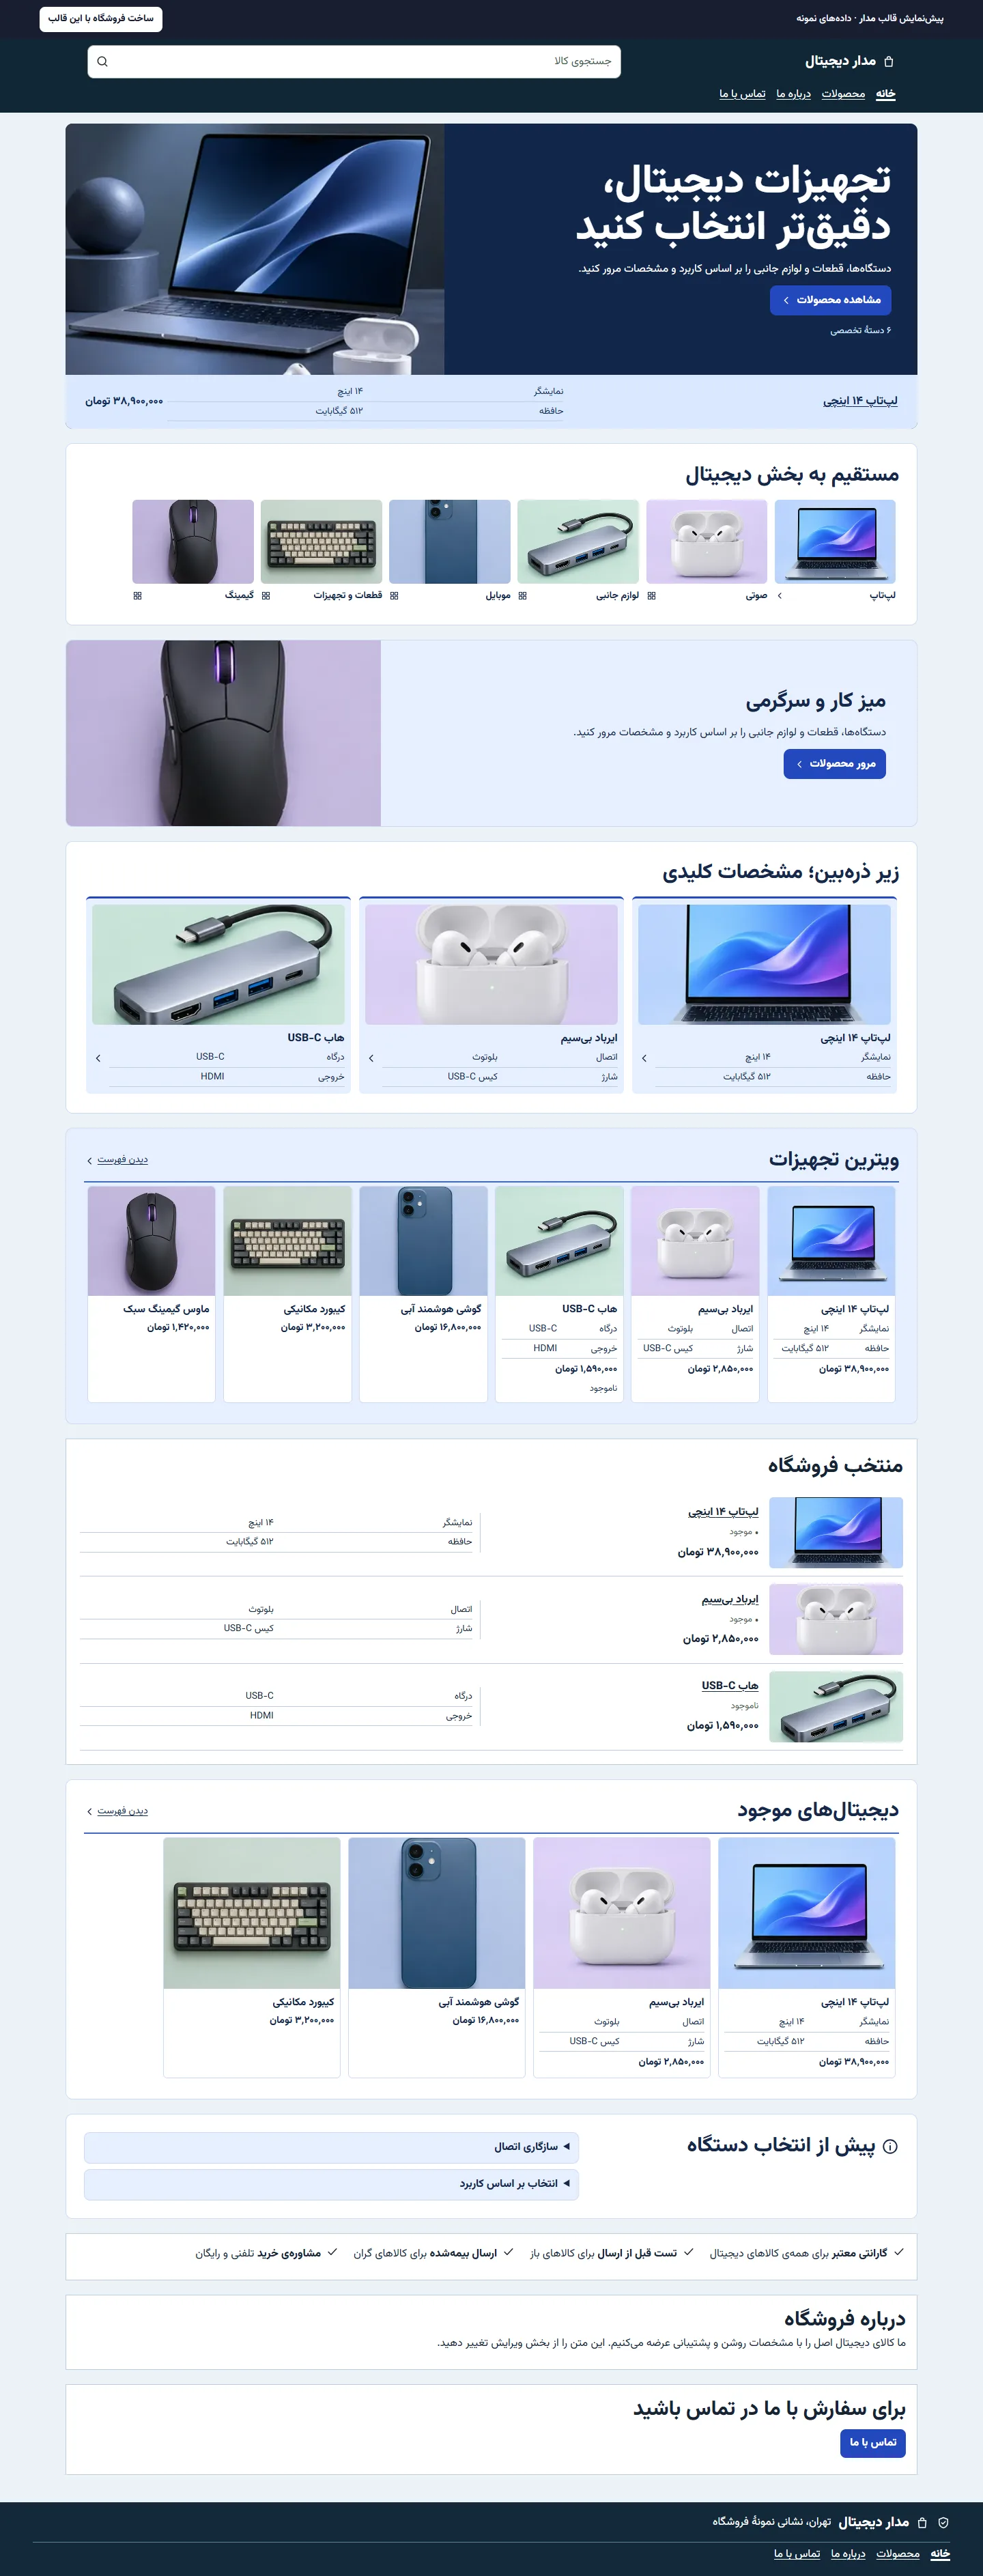 پیش‌نمایش قالب مدار · داده‌های نمونه
ساخت فروشگاه با این قالب
مدار دیجیتال
جستجوی کالا
خانه محصولات درباره ما تماس با ما
تجهیزات دیجیتال،
دقیق‌تر انتخاب کنید
دستگاه‌ها، قطعات و لوازم جانبی را بر اساس کاربرد و مشخصات مرور کنید.
مشاهده محصولات
۶ دستهٔ تخصصی
لپ‌تاپ ۱۴ اینچی
نمایشگر ۱۴ اینچ
حافظه ۵۱۲ گیگابایت
۳۸,۹۰۰,۰۰۰ تومان
مستقیم به بخش دیجیتال
لپ‌تاپ
صوتی
لوازم جانبی
موبایل
قطعات و تجهیزات
گیمینگ
میز کار و سرگرمی
دستگاه‌ها، قطعات و لوازم جانبی را بر اساس کاربرد و مشخصات مرور کنید.
مرور محصولات
زیر ذره‌بین؛ مشخصات کلیدی
لپ‌تاپ ۱۴ اینچی
نمایشگر ۱۴ اینچ
حافظه ۵۱۲ گیگابایت
ایرباد بی‌سیم
اتصال بلوتوث
شارژ کیس USB-C
هاب USB-C
درگاه USB-C
خروجی HDMI
ویترین تجهیزات
دیدن فهرست
لپ‌تاپ ۱۴ اینچی
نمایشگر ۱۴ اینچ
حافظه ۵۱۲ گیگابایت
۳۸,۹۰۰,۰۰۰ تومان
ایرباد بی‌سیم
اتصال بلوتوث
شارژ کیس USB-C
۲,۸۵۰,۰۰۰ تومان
هاب USB-C
درگاه USB-C
خروجی HDMI
۱,۵۹۰,۰۰۰ تومان
ناموجود
گوشی هوشمند آبی
۱۶,۸۰۰,۰۰۰ تومان
کیبورد مکانیکی
۳,۲۰۰,۰۰۰ تومان
ماوس گیمینگ سبک
۱,۴۲۰,۰۰۰ تومان
منتخب فروشگاه
لپ‌تاپ ۱۴ اینچی
• موجود
۳۸,۹۰۰,۰۰۰ تومان
نمایشگر ۱۴ اینچ
حافظه ۵۱۲ گیگابایت
ایرباد بی‌سیم
• موجود
۲,۸۵۰,۰۰۰ تومان
اتصال بلوتوث
شارژ کیس USB-C
هاب USB-C
ناموجود
۱,۵۹۰,۰۰۰ تومان
درگاه USB-C
خروجی HDMI
دیجیتال‌های موجود
دیدن فهرست
لپ‌تاپ ۱۴ اینچی
نمایشگر ۱۴ اینچ
حافظه ۵۱۲ گیگابایت
۳۸,۹۰۰,۰۰۰ تومان
ایرباد بی‌سیم
اتصال بلوتوث
شارژ کیس USB-C
۲,۸۵۰,۰۰۰ تومان
گوشی هوشمند آبی
۱۶,۸۰۰,۰۰۰ تومان
کیبورد مکانیکی
۳,۲۰۰,۰۰۰ تومان
پیش از انتخاب دستگاه
سازگاری اتصال
انتخاب بر اساس کاربرد
گارانتی معتبر برای همه‌ی کالاهای دیجیتال
تست قبل از ارسال برای کالاهای باز
ارسال بیمه‌شده برای کالاهای گران
مشاوره‌ی خرید تلفنی و رایگان
درباره فروشگاه
ما کالای دیجیتال اصل را با مشخصات روشن و پشتیبانی عرضه می‌کنیم. این متن را از بخش ویرایش تغییر دهید.
برای سفارش با ما در تماس باشید
تماس با ما
مدار دیجیتال تهران، نشانی نمونهٔ فروشگاه
خانه محصولات درباره ما تماس با ما